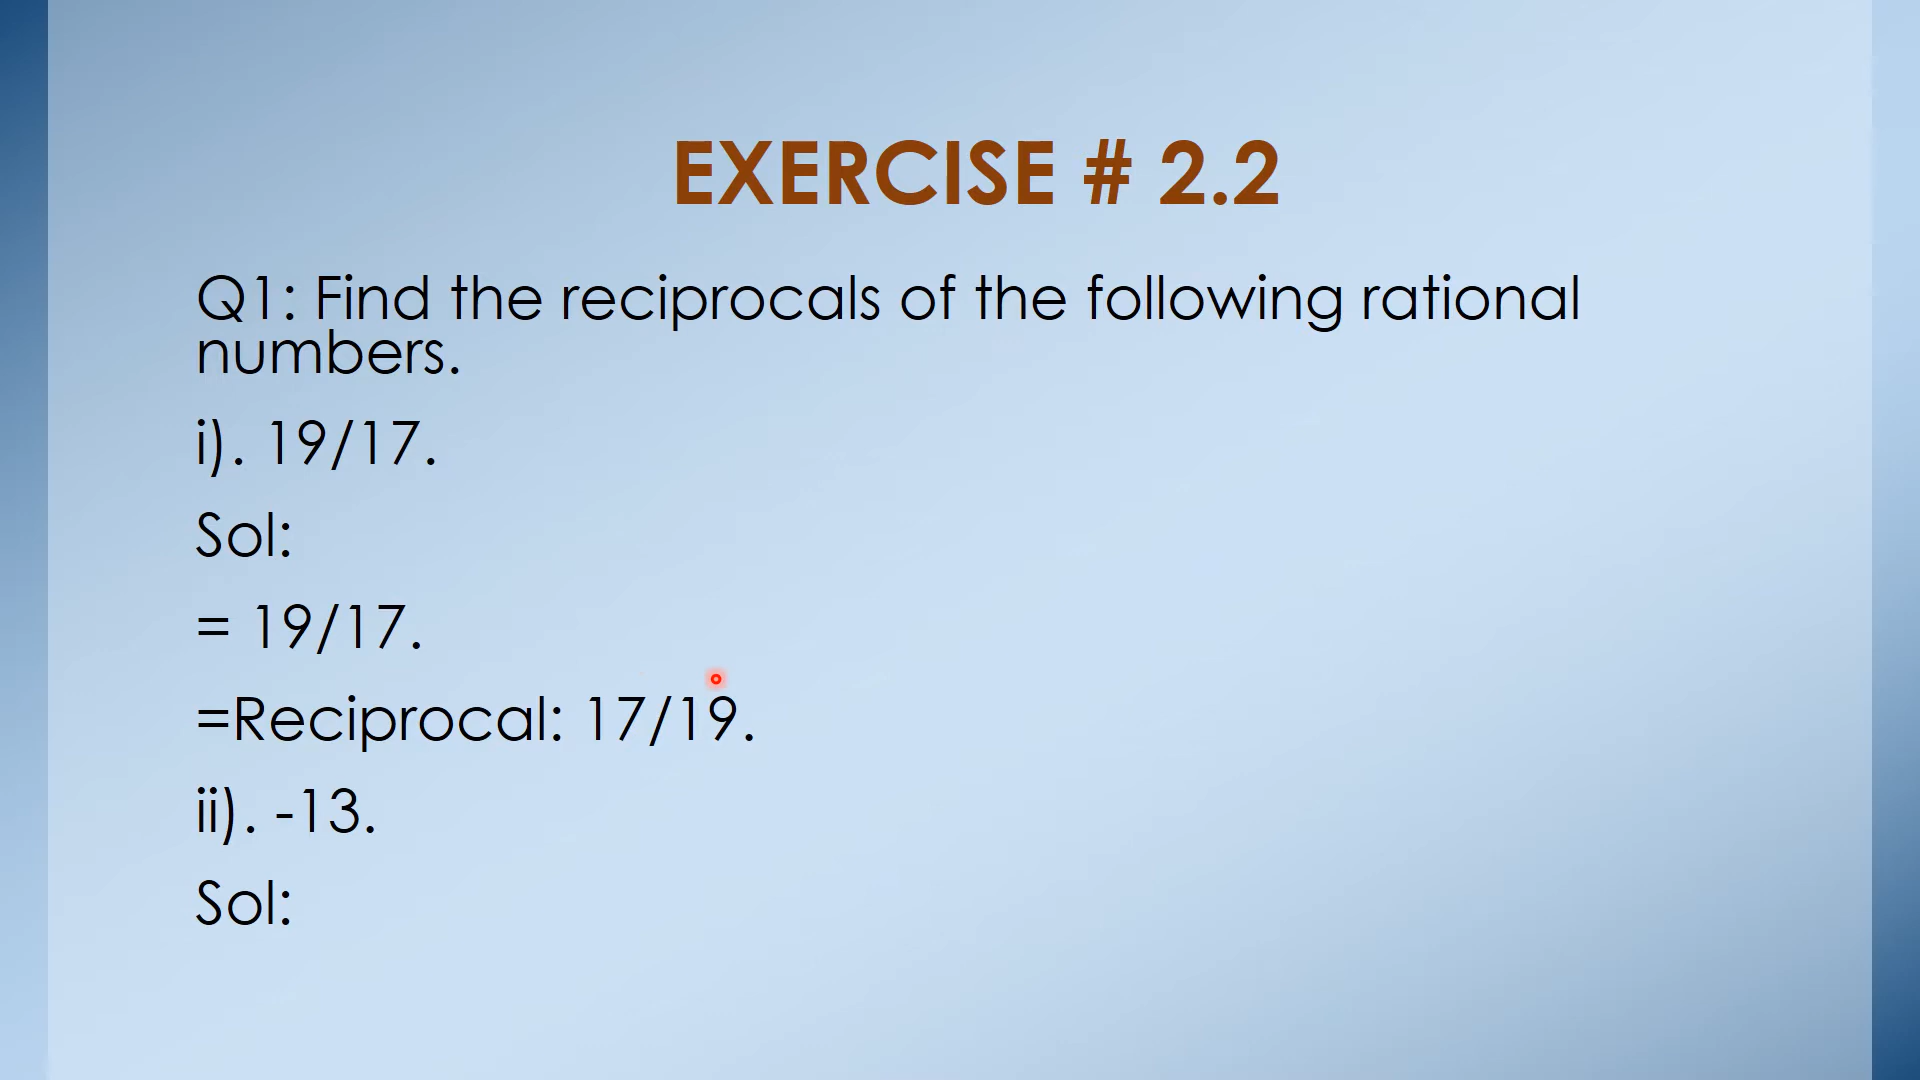 EXERCISE # 2.2
Q1: Find the reciprocals of the following rational
numbers.
i). 19/17.
Sol:
= 19/17.
=Reciprocal: 17/19.
ii). -13.
Sol: